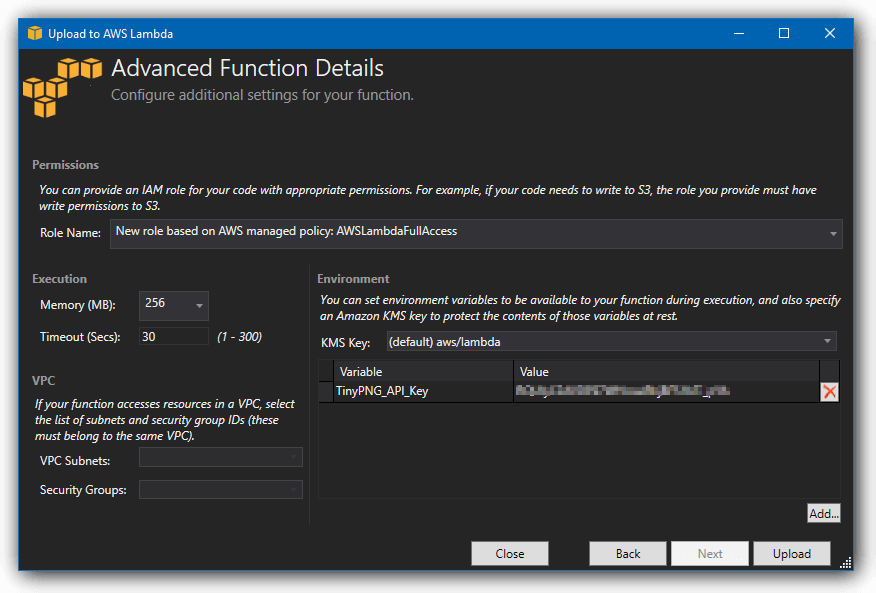 Upload to AWS Lambda
Advanced Function Details
Configure additional settings for your function.
Permissions
You can provide an IAM role for your code with appropriate permissions. For example, if your code needs to write to S3, the role you provide must have
write permissions to S3.
Role Name: New role based on AWS managed policy: AWSLambdaFullAccess
Execution
Memory (MB): 256
Timeout (Secs): 30 (1 - 300)
VPC
If your function accesses resources in a VPC, select
the list of subnets and security group IDs (these
must belong to the same VPC).
VPC Subnets:
Security Groups:
Environment
You can set environment variables to be available to your function during execution, and also specify
an Amazon KMS key to protect the contents of those variables at rest.
KMS Key: (default) aws/lambda
Variable Value
TinyPNG_API_Key
Add...
Close Back Next Upload